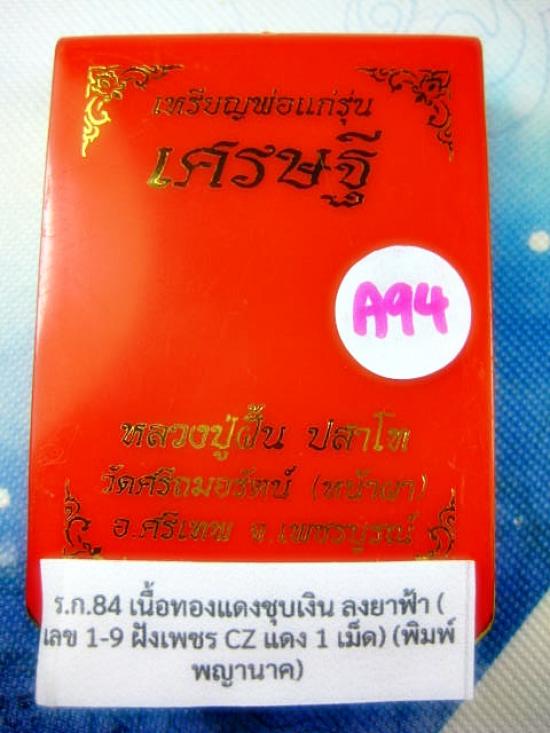 เหรียญพ่อแก่รุ่น
เศรษฐี
A94
หลวงปู่ฝั้น ปสาโท
วัดศรีถมอรัตน์ (หน้าผา)
อ.ศรีเทพ จ.เพชรบูรณ์
ร.ก.84 เนื้อทองแดงชุบเงิน ลงยาฟ้า (
เลข 1-9 ฝังเพชร CZ แดง 1 เม็ด) (พิมพ์
พญานาค)